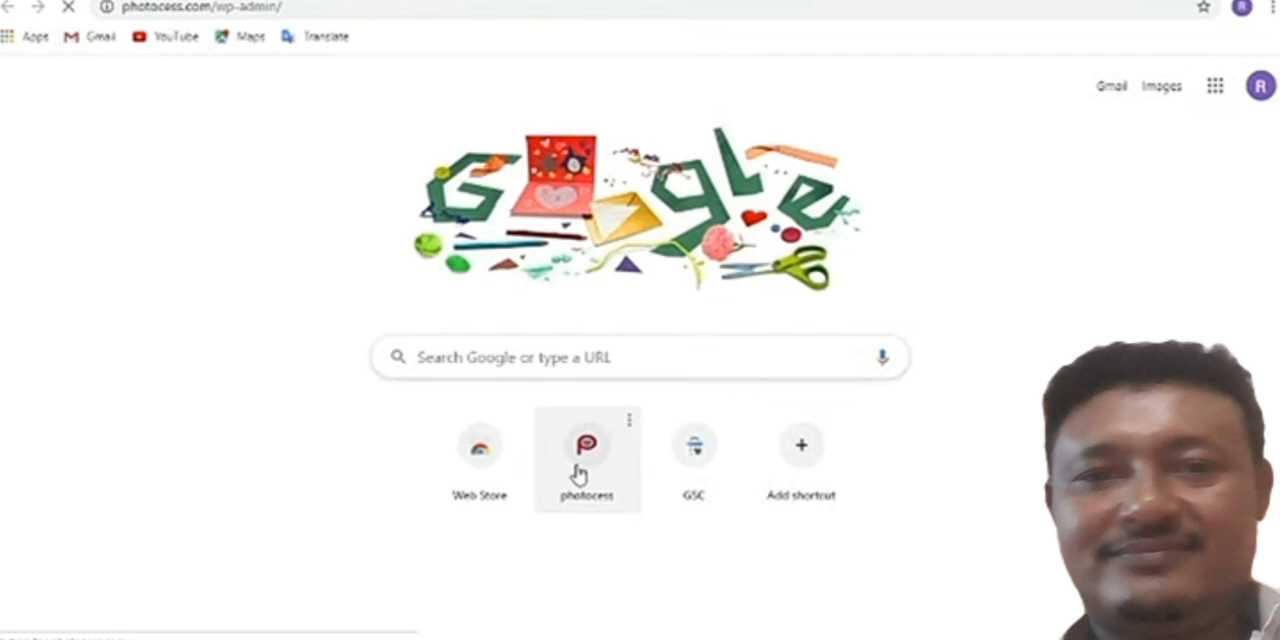 photocess.com/wp-admin/
R
Apps Gmail YouTube Maps Translate
Gmail Images R
Google
Search Google or type a URL
Web Store photocess GSC Add shortcut